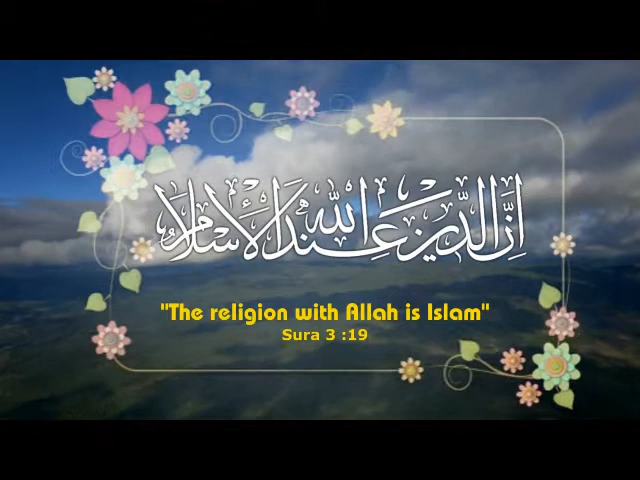 إِنَّ الدِّينَ عِندَ اللَّهِ الْإِسْلَامُ
"The religion with Allah is Islam"
Sura 3 :19